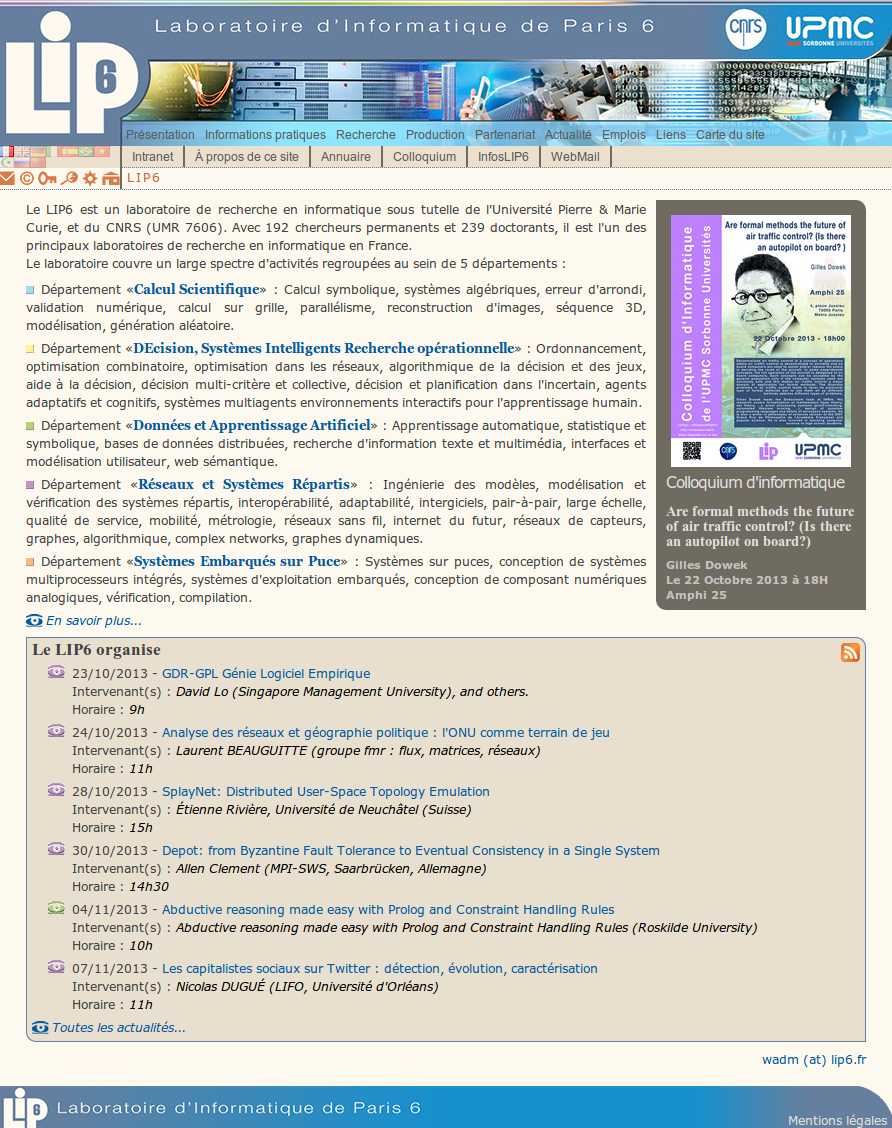 Laboratoire d'Informatique de Paris 6
CNRS
UPMC
SORBONNE UNIVERSITÉS
LIP6
Présentation Informations pratiques Recherche Production Partenariat Actualité Emplois Liens Carte du site
Intranet À propos de ce site Annuaire Colloquium InfosLIP6 WebMail
LIP6
Le LIP6 est un laboratoire de recherche en informatique sous tutelle de l'Université Pierre & Marie
Curie, et du CNRS (UMR 7606). Avec 192 chercheurs permanents et 239 doctorants, il est l'un des
principaux laboratoires de recherche en informatique en France.
Le laboratoire couvre un large spectre d'activités regroupées au sein de 5 départements :
Département «Calcul Scientifique» : Calcul symbolique, systèmes algébriques, erreur d'arrondi,
validation numérique, calcul sur grille, parallélisme, reconstruction d'images, séquence 3D,
modélisation, génération aléatoire.
Département «DEcision, Systèmes Intelligents Recherche opérationnelle» : Ordonnancement,
optimisation combinatoire, optimisation dans les réseaux, algorithmique de la décision et des jeux,
aide à la décision, décision multi-critère et collective, décision et planification dans l'incertain, agents
adaptatifs et cognitifs, systèmes multiagents environnements interactifs pour l'apprentissage humain.
Département «Données et Apprentissage Artificiel» : Apprentissage automatique, statistique et
symbolique, bases de données distribuées, recherche d'information texte et multimédia, interfaces et
modélisation utilisateur, web sémantique.
Département «Réseaux et Systèmes Répartis» : Ingénierie des modèles, modélisation et
vérification des systèmes répartis, interopérabilité, adaptabilité, intergiciels, pair-à-pair, large échelle,
qualité de service, mobilité, métrologie, réseaux sans fil, internet du futur, réseaux de capteurs,
graphes, algorithmique, complex networks, graphes dynamiques.
Département «Systèmes Embarqués sur Puce» : Systèmes sur puces, conception de systèmes
multiprocesseurs intégrés, systèmes d'exploitation embarqués, conception de composant numériques
analogiques, vérification, compilation.
En savoir plus...
Colloquium d'Informatique
de l'UPMC Sorbonne Universités
Are formal methods the future of
air traffic control? (Is there
an autopilot on board? )
Gilles Dowek
Amphi 25
4, place Jussieu
75005 Paris
Metro Jussieu
22 Octobre 2013 - 18h00
CNRS
LIP
UPMC
Colloquium d'informatique
Are formal methods the future
of air traffic control? (Is there
an autopilot on board?)
Gilles Dowek
Le 22 Octobre 2013 à 18H
Amphi 25
Le LIP6 organise
23/10/2013 - GDR-GPL Génie Logiciel Empirique
Intervenant(s) : David Lo (Singapore Management University), and others.
Horaire : 9h
24/10/2013 - Analyse des réseaux et géographie politique : l'ONU comme terrain de jeu
Intervenant(s) : Laurent BEAUGUITTE (groupe fmr : flux, matrices, réseaux)
Horaire : 11h
28/10/2013 - SplayNet: Distributed User-Space Topology Emulation
Intervenant(s) : Étienne Rivière, Université de Neuchâtel (Suisse)
Horaire : 15h
30/10/2013 - Depot: from Byzantine Fault Tolerance to Eventual Consistency in a Single System
Intervenant(s) : Allen Clement (MPI-SWS, Saarbrücken, Allemagne)
Horaire : 14h30
04/11/2013 - Abductive reasoning made easy with Prolog and Constraint Handling Rules
Intervenant(s) : Abductive reasoning made easy with Prolog and Constraint Handling Rules (Roskilde University)
Horaire : 10h
07/11/2013 - Les capitalistes sociaux sur Twitter : détection, évolution, caractérisation
Intervenant(s) : Nicolas DUGUÉ (LIFO, Université d'Orléans)
Horaire : 11h
Toutes les actualités...
wadm (at) lip6.fr
LIP6 Laboratoire d'Informatique de Paris 6
Mentions légales